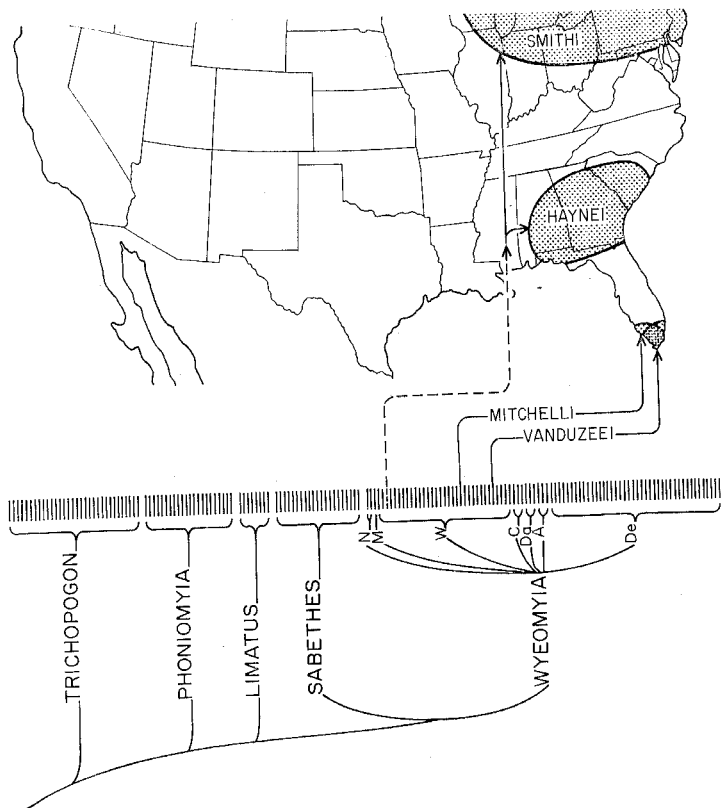 SMITHI
HAYNEI
MITCHELLI
VANDUZEEI
N
M
W
C
Da
A
De
TRICHOPOGON
PHONIOMYIA
LIMATUS
SABETHES
WYEOMYIA